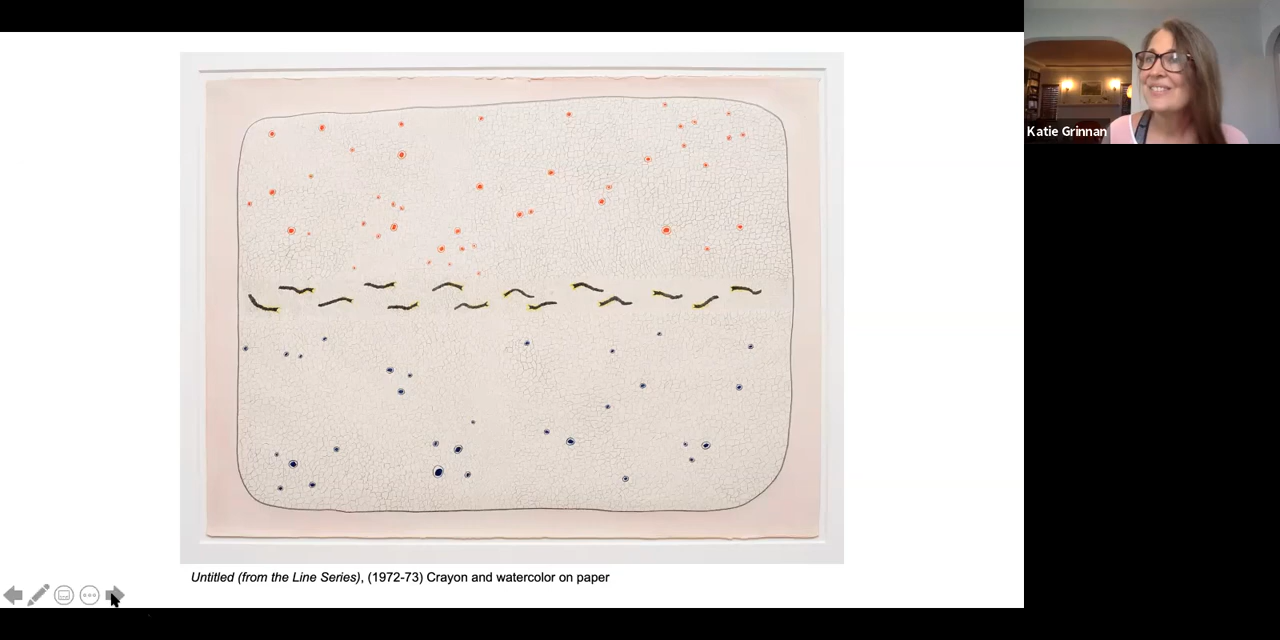 Katie Grinnan
Untitled (from the Line Series), (1972-73) Crayon and watercolor on paper